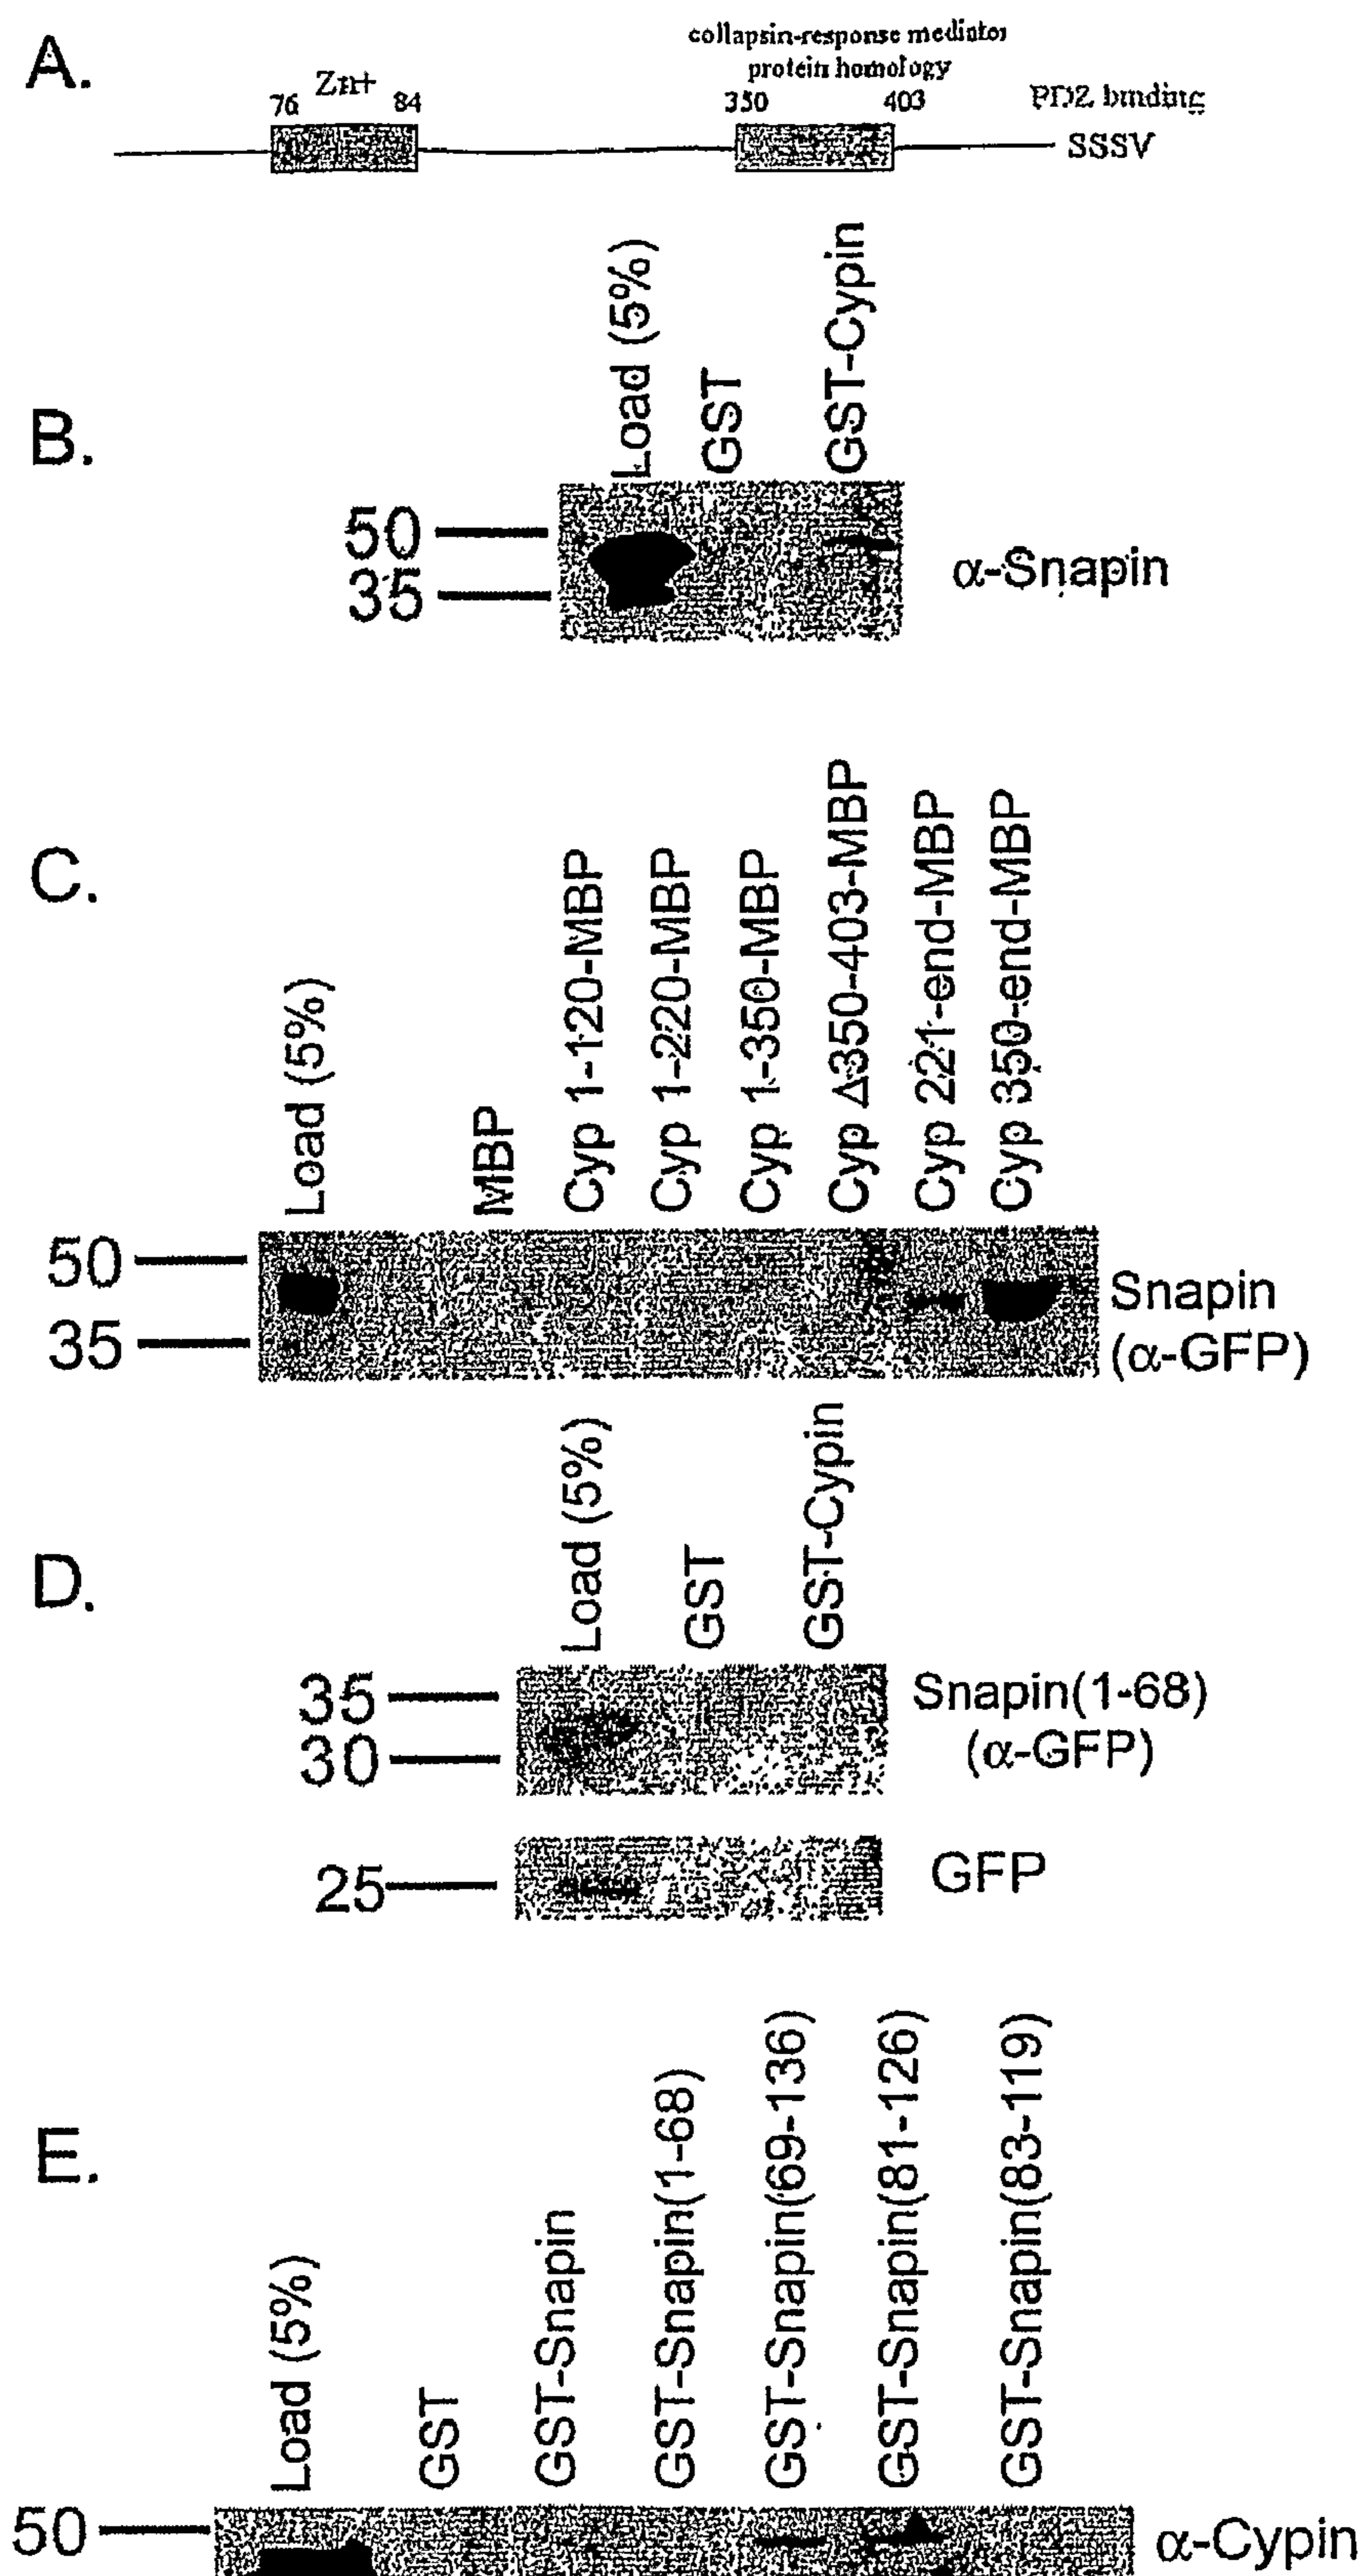 A.
collapsin-response mediator
protein homology
76 Zn+ 84
350 403
PDZ binding
SSSV
B.
Load (5%)
GST
GST-Cypin
50
35
α-Snapin
C.
Load (5%)
MBP
Cyp 1-120-MBP
Cyp 1-220-MBP
Cyp 1-350-MBP
Cyp Δ350-403-MBP
Cyp 221-end-MBP
Cyp 350-end-MBP
50
35
Snapin
(α-GFP)
D.
Load (5%)
GST
GST-Cypin
35
30
Snapin(1-68)
(α-GFP)
25
GFP
E.
Load (5%)
GST
GST-Snapin
GST-Snapin(1-68)
GST-Snapin(69-136)
GST-Snapin(81-126)
GST-Snapin(83-119)
50
α-Cypin